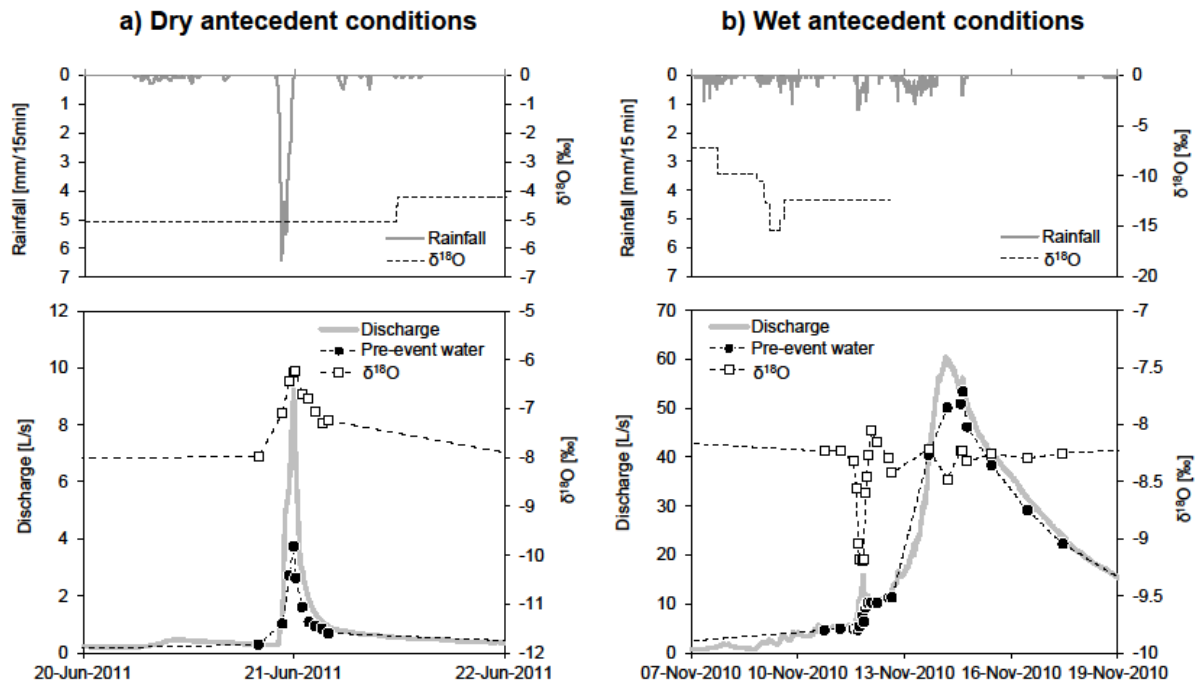 a) Dry antecedent conditions
b) Wet antecedent conditions
Rainfall [mm/15min]
0
1
2
3
4
5
6
7
0
-1
-2
-3
-4
-5
-6
-7
δ¹⁸O [‰]
Rainfall
δ¹⁸O
Rainfall [mm/15 min]
0
1
2
3
4
5
6
7
0
-5
-10
-15
-20
δ¹⁸O [‰]
Rainfall
δ¹⁸O
Discharge [L/s]
12
10
8
6
4
2
0
-5
-6
-7
-8
-9
-10
-11
-12
δ¹⁸O [‰]
Discharge
Pre-event water
δ¹⁸O
20-Jun-2011
21-Jun-2011
22-Jun-2011
Discharge [L/s]
70
60
50
40
30
20
10
0
-7
-7.5
-8
-8.5
-9
-9.5
-10
δ¹⁸O [‰]
Discharge
Pre-event water
δ¹⁸O
07-Nov-2010
10-Nov-2010
13-Nov-2010
16-Nov-2010
19-Nov-2010